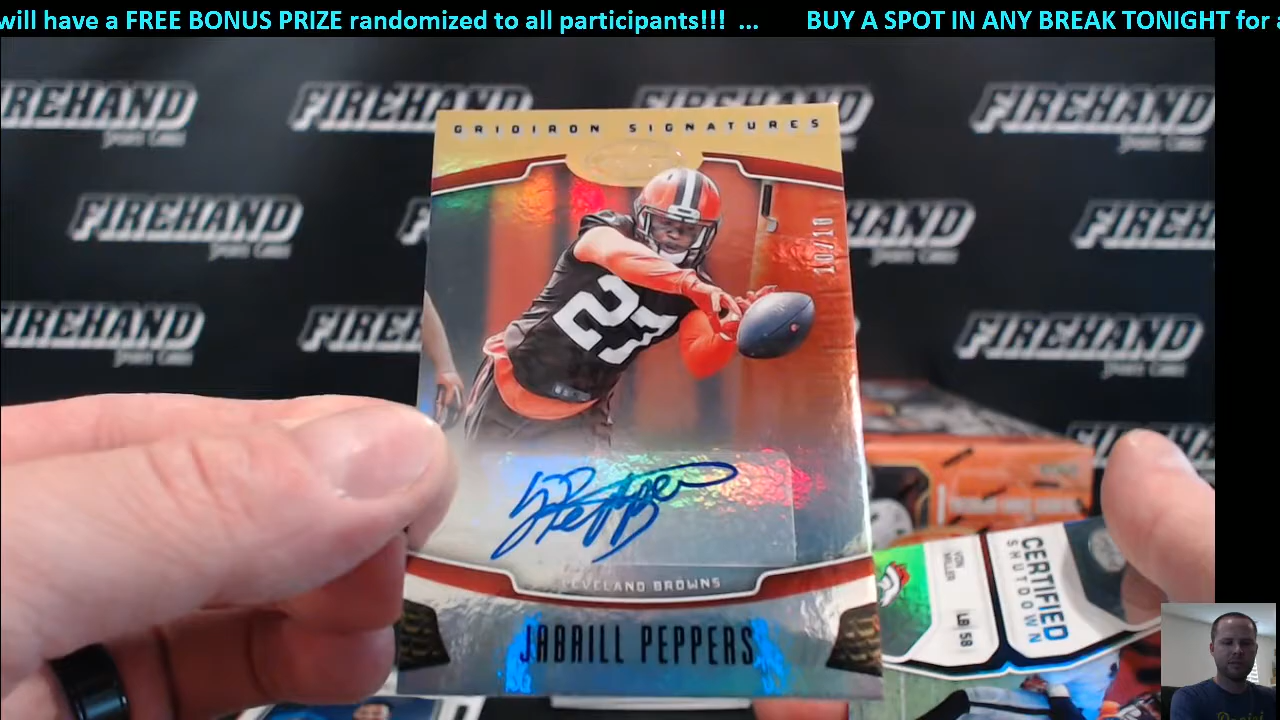 will have a FREE BONUS PRIZE randomized to all participants!!! ... BUY A SPOT IN ANY BREAK TONIGHT for
FIREHAND FIREHAND FIREHAND FIREHAND
FIREHAND FIREHAND FIREHAND
FIREHAND FIREHAND FIREHAND
GRIDIRON SIGNATURES
10/10
27
CLEVELAND BROWNS
JABRILL PEPPERS
CERTIFIED
SHUTDOWN
VON
MILLER
LB 58